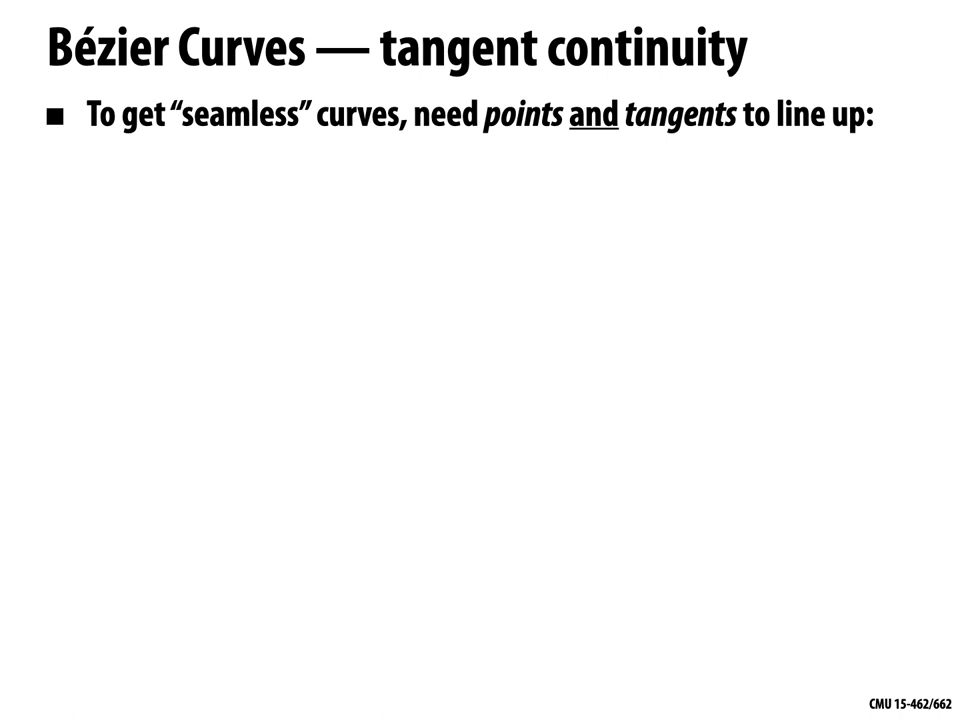 Bézier Curves — tangent continuity
■ To get “seamless” curves, need points and tangents to line up:
CMU 15-462/662